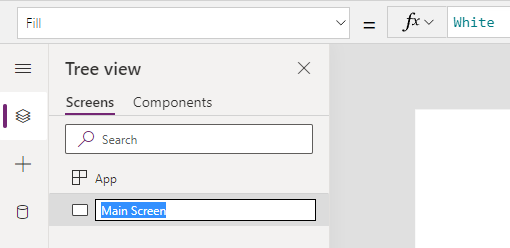 Fill = fx White
Tree view
Screens Components
Search
App
Main Screen